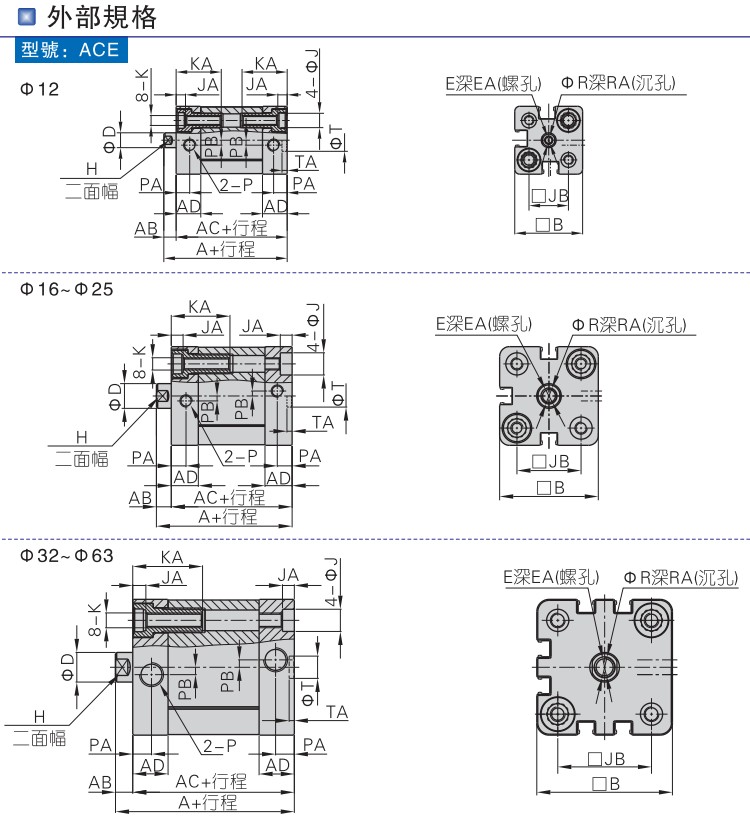 外部規格
型號：ACE
Φ12
KA KA
JA JA
8-K
4-ΦJ
ΦD
ΦT
PB PB
H
二面幅
TA
PA 2-P PA
AD AD
AB AC+行程
A+行程
E深EA(螺孔) ΦR深RA(沉孔)
□JB
□B
Φ16~Φ25
KA
JA JA
8-K
4-ΦJ
ΦD
ΦT
PB PB
H
二面幅
TA
PA 2-P PA
AD AD
AB AC+行程
A+行程
E深EA(螺孔) ΦR深RA(沉孔)
□JB
□B
Φ32~Φ63
KA
JA JA
8-K
4-ΦJ
ΦD
ΦT
PB PB
H
二面幅
TA
PA 2-P PA
AD AD
AB AC+行程
A+行程
E深EA(螺孔) ΦR深RA(沉孔)
□JB
□B